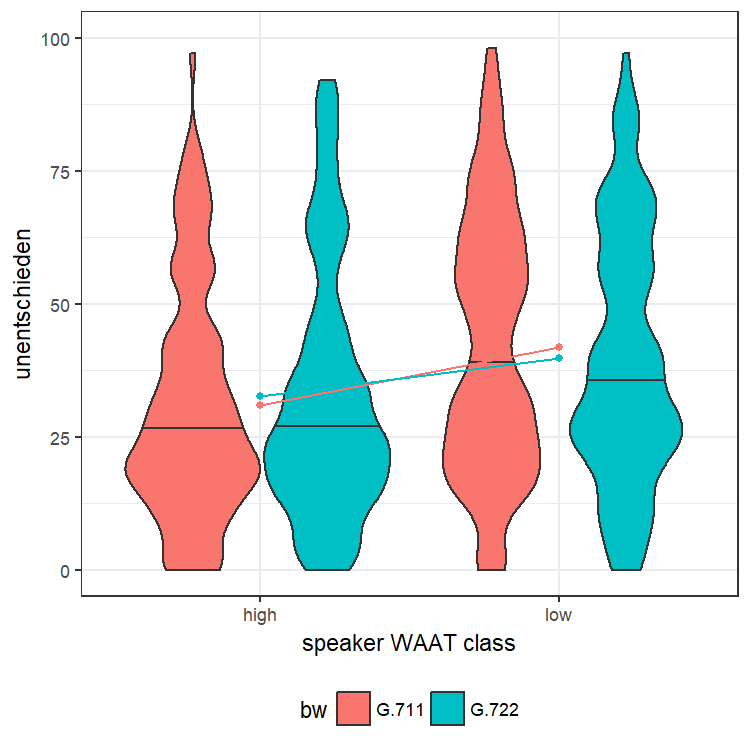 100
75
50
25
0
unentschieden
high low
speaker WAAT class
bw G.711 G.722